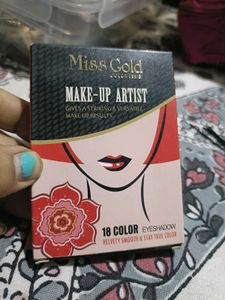 Miss Gold
MAKE-UP ARTIST
GIVES A STRIKING & VERSATILE
MAKE-UP RESULTS
18 COLOR EYESHADOW
VELVETY SMOOTH & STAY TRUE COLOR